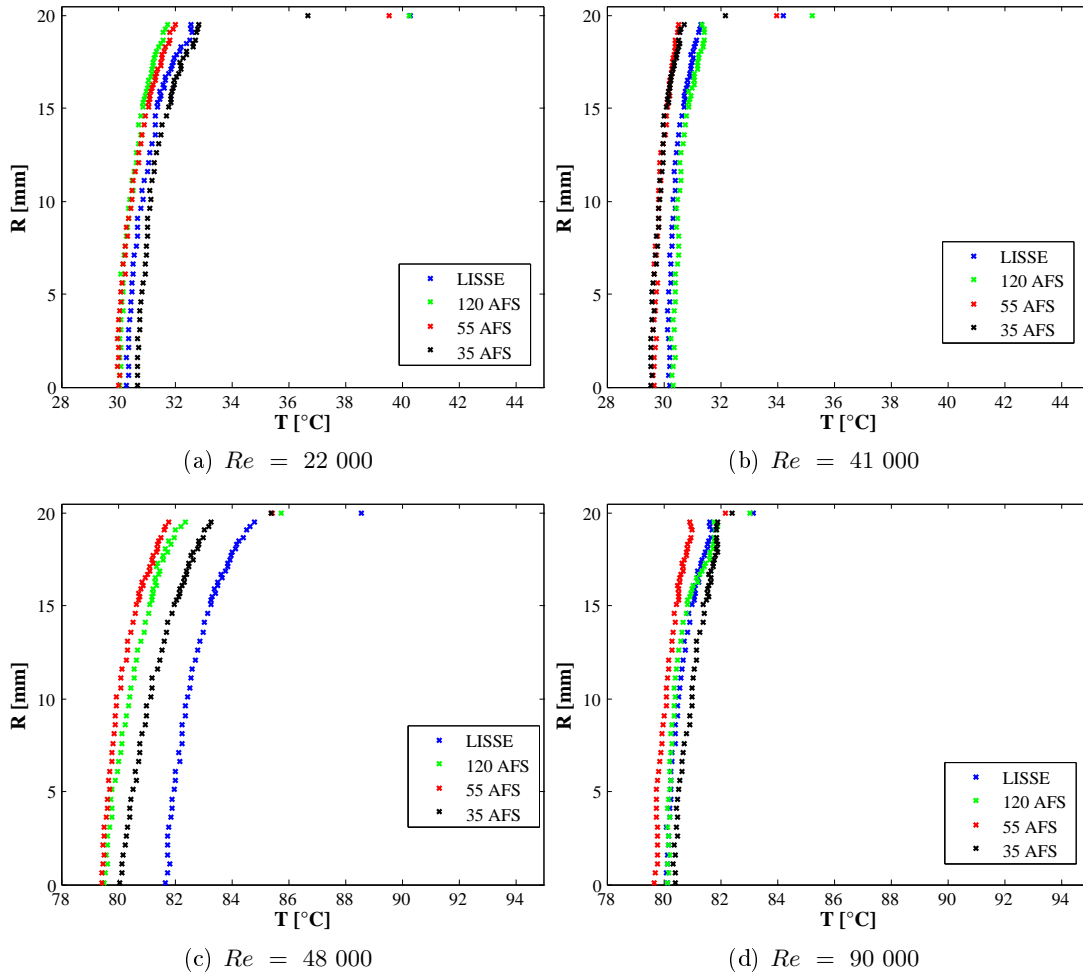 20
15
10
5
0
R [mm]
28 30 32 34 36 38 40 42 44
T [°C]
LISSE
120 AFS
55 AFS
35 AFS
(a) Re = 22 000
20
15
10
5
0
R [mm]
28 30 32 34 36 38 40 42 44
T [°C]
LISSE
120 AFS
55 AFS
35 AFS
(b) Re = 41 000
20
15
10
5
0
R [mm]
78 80 82 84 86 88 90 92 94
T [°C]
LISSE
120 AFS
55 AFS
35 AFS
(c) Re = 48 000
20
15
10
5
0
R [mm]
78 80 82 84 86 88 90 92 94
T [°C]
LISSE
120 AFS
55 AFS
35 AFS
(d) Re = 90 000